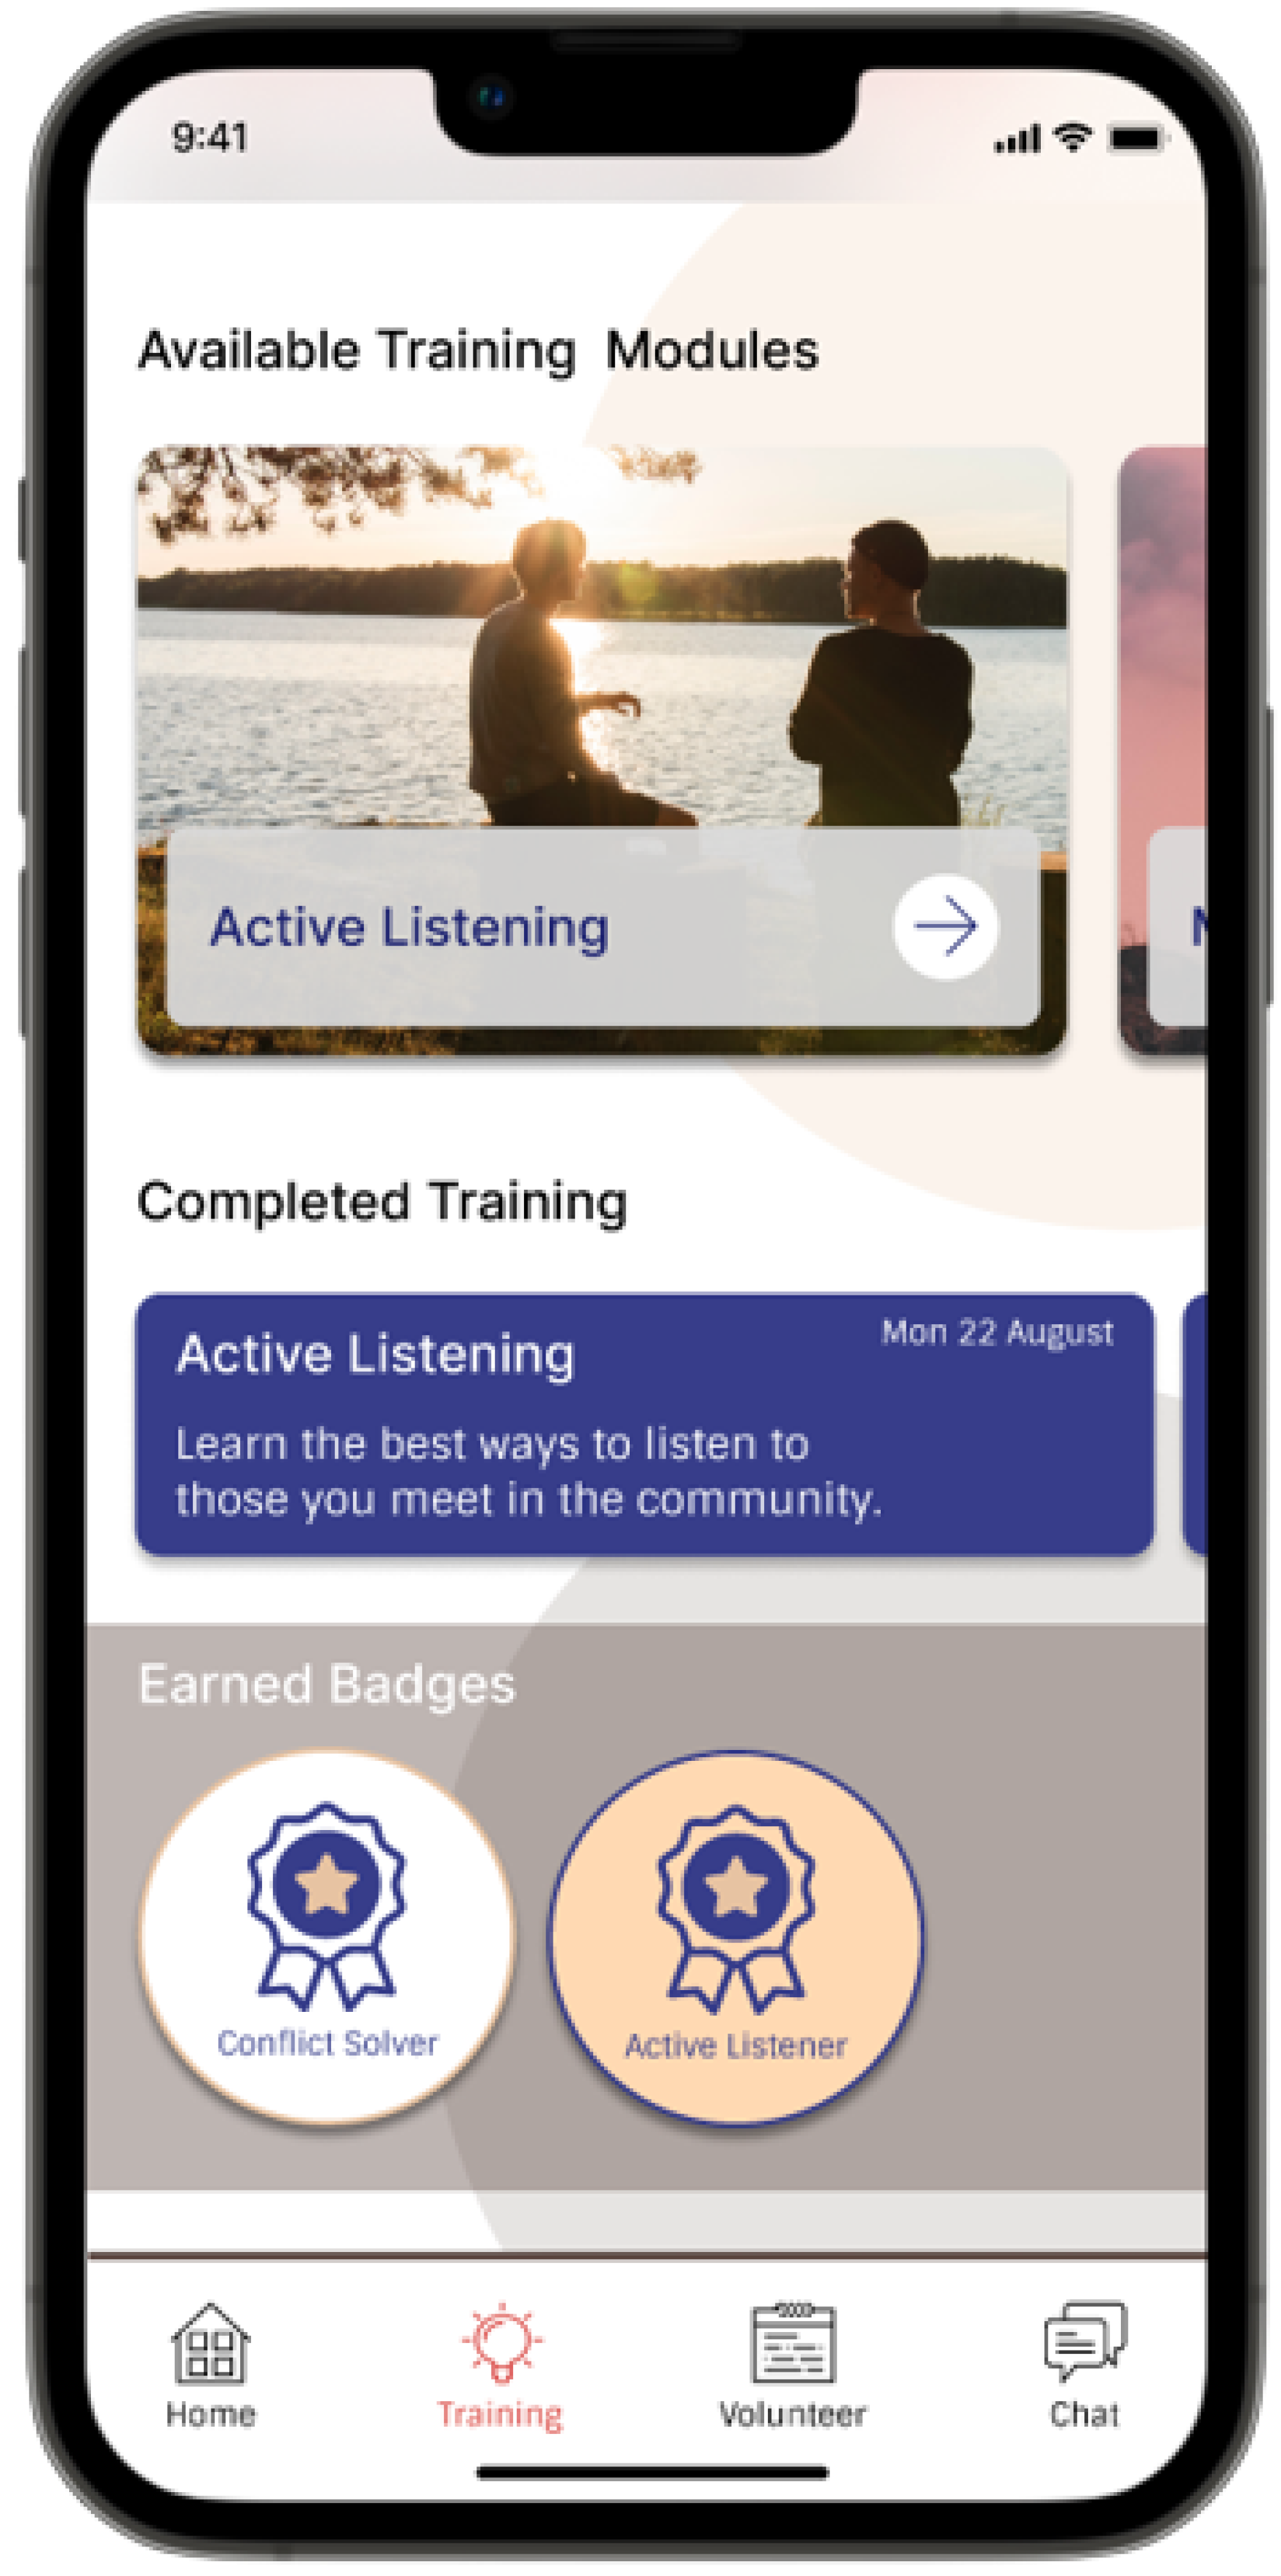 9:41
Available Training  Modules
Active Listening
Completed Training
Active Listening
Mon 22 August
Learn the best ways to listen to
those you meet in the community.
Earned Badges
Conflict Solver
Active Listener
Home
Training
Volunteer
Chat